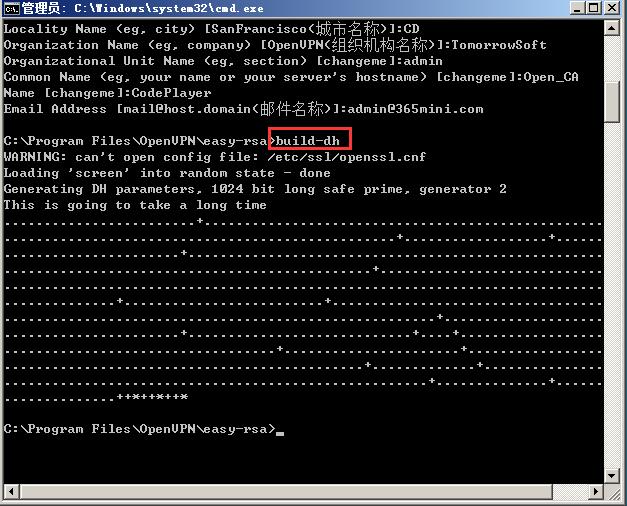 管理员: C:\Windows\system32\cmd.exe
Locality Name (eg, city) [SanFrancisco(城市名称)]:CD
Organization Name (eg, company) [OpenVPN(组织机构名称)]:TomorrowSoft
Organizational Unit Name (eg, section) [changeme]:admin
Common Name (eg, your name or your server's hostname) [changeme]:Open_CA
Name [changeme]:CodePlayer
Email Address [mail@host.domain(邮件名称)]:admin@365mini.com
C:\Program Files\OpenVPN\easy-rsa>build-dh
WARNING: can't open config file: /etc/ssl/openssl.cnf
Loading 'screen' into random state - done
Generating DH parameters, 1024 bit long safe prime, generator 2
This is going to take a long time
.........................+..................................................
.................................................+..................+......
......................+....................................................
..............................................+............................
...........................................................................
..............+.........................+..................................
......................................................+....................
......................+............................+....+..................
..................................+......................+.................
.............................................+.............+...............
.....................................................+..............+......
..............++*++*++*
C:\Program Files\OpenVPN\easy-rsa>_